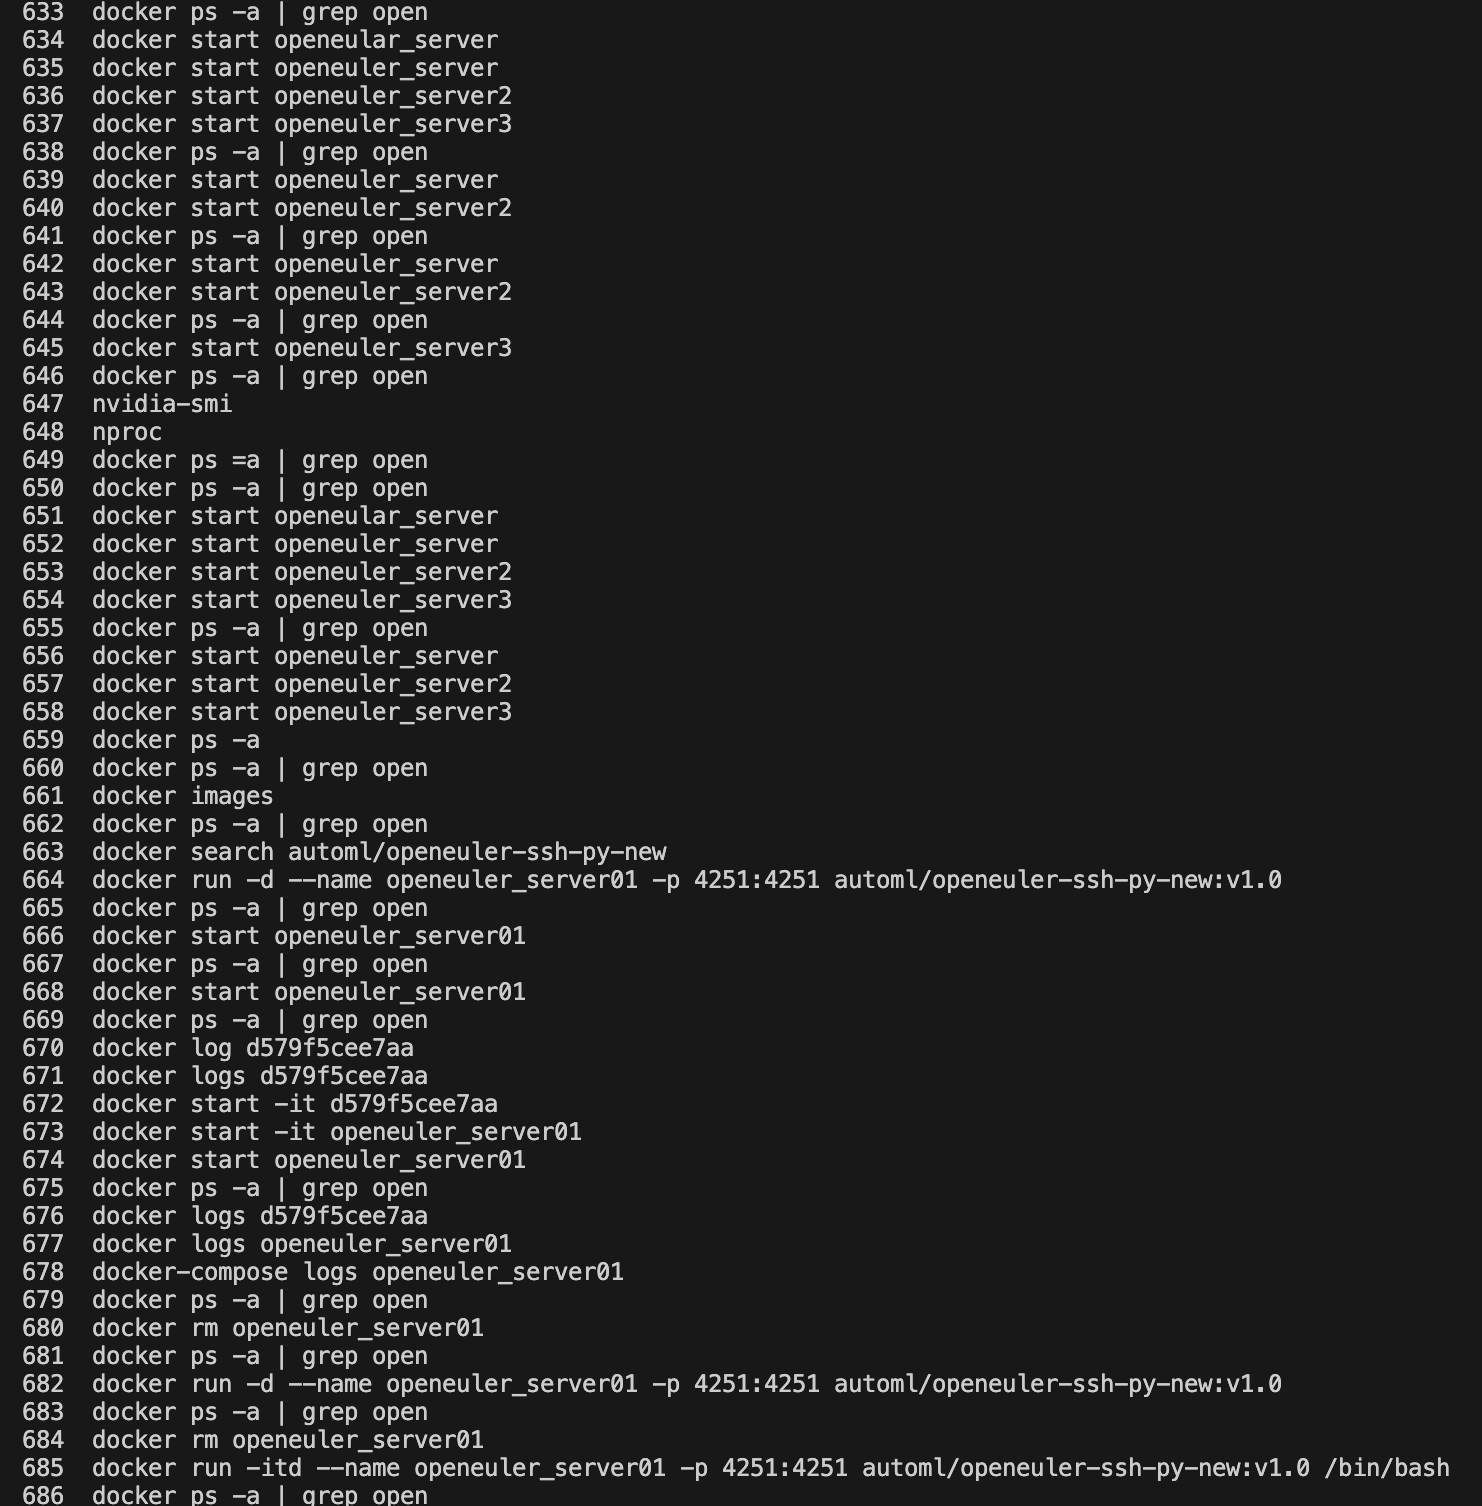 633 docker ps -a | grep open
634 docker start openeular_server
635 docker start openeuler_server
636 docker start openeuler_server2
637 docker start openeuler_server3
638 docker ps -a | grep open
639 docker start openeuler_server
640 docker start openeuler_server2
641 docker ps -a | grep open
642 docker start openeuler_server
643 docker start openeuler_server2
644 docker ps -a | grep open
645 docker start openeuler_server3
646 docker ps -a | grep open
647 nvidia-smi
648 nproc
649 docker ps =a | grep open
650 docker ps -a | grep open
651 docker start openeular_server
652 docker start openeuler_server
653 docker start openeuler_server2
654 docker start openeuler_server3
655 docker ps -a | grep open
656 docker start openeuler_server
657 docker start openeuler_server2
658 docker start openeuler_server3
659 docker ps -a
660 docker ps -a | grep open
661 docker images
662 docker ps -a | grep open
663 docker search automl/openeuler-ssh-py-new
664 docker run -d --name openeuler_server01 -p 4251:4251 automl/openeuler-ssh-py-new:v1.0
665 docker ps -a | grep open
666 docker start openeuler_server01
667 docker ps -a | grep open
668 docker start openeuler_server01
669 docker ps -a | grep open
670 docker log d579f5cee7aa
671 docker logs d579f5cee7aa
672 docker start -it d579f5cee7aa
673 docker start -it openeuler_server01
674 docker start openeuler_server01
675 docker ps -a | grep open
676 docker logs d579f5cee7aa
677 docker logs openeuler_server01
678 docker-compose logs openeuler_server01
679 docker ps -a | grep open
680 docker rm openeuler_server01
681 docker ps -a | grep open
682 docker run -d --name openeuler_server01 -p 4251:4251 automl/openeuler-ssh-py-new:v1.0
683 docker ps -a | grep open
684 docker rm openeuler_server01
685 docker run -itd --name openeuler_server01 -p 4251:4251 automl/openeuler-ssh-py-new:v1.0 /bin/bash
686 docker ps -a | grep open